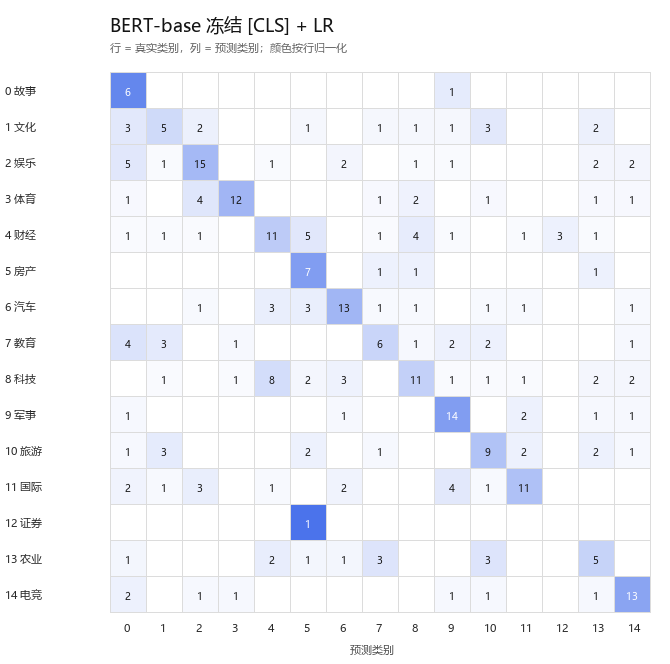 BERT-base 冻结 [CLS] + LR
行 = 真实类别，列 = 预测类别；颜色按行归一化
0 故事 6 1
1 文化 3 5 2 1 1 1 1 3 2
2 娱乐 5 1 15 1 2 1 1 2 2
3 体育 1 4 12 1 2 1 1 1
4 财经 1 1 1 11 5 1 4 1 1 3 1
5 房产 7 1 1 1
6 汽车 1 3 3 13 1 1 1 1 1
7 教育 4 3 1 6 1 2 2 1
8 科技 1 1 8 2 3 11 1 1 1 2 2
9 军事 1 1 14 2 1 1
10 旅游 1 3 2 1 9 2 2 1
11 国际 2 1 3 1 2 4 1 11
12 证券 1
13 农业 1 2 1 1 3 3 5
14 电竞 2 1 1 1 1 1 13
0 1 2 3 4 5 6 7 8 9 10 11 12 13 14
预测类别